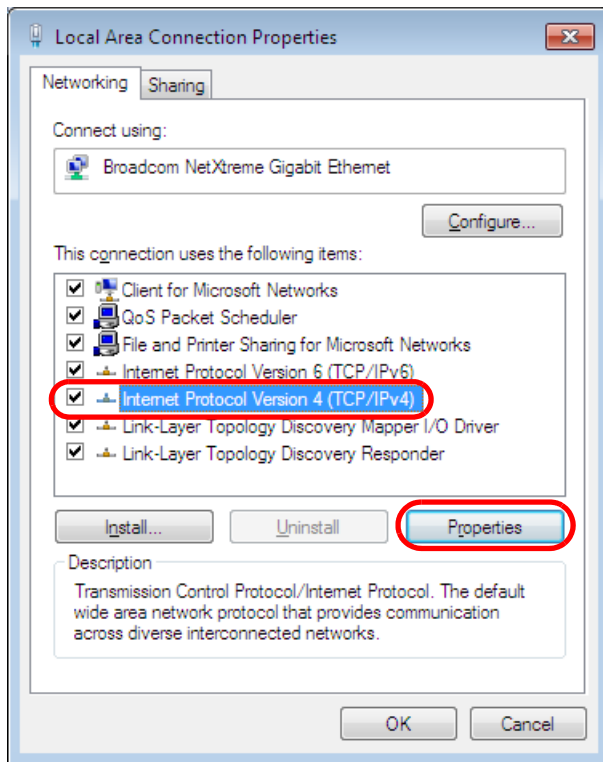 Local Area Connection Properties
Networking
Sharing
Connect using:
Broadcom NetXtreme Gigabit Ethernet
Configure...
This connection uses the following items:
Client for Microsoft Networks
QoS Packet Scheduler
File and Printer Sharing for Microsoft Networks
Internet Protocol Version 6 (TCP/IPv6)
Internet Protocol Version 4 (TCP/IPv4)
Link-Layer Topology Discovery Mapper I/O Driver
Link-Layer Topology Discovery Responder
Install...
Uninstall
Properties
Description
Transmission Control Protocol/Internet Protocol. The default
wide area network protocol that provides communication
across diverse interconnected networks.
OK
Cancel